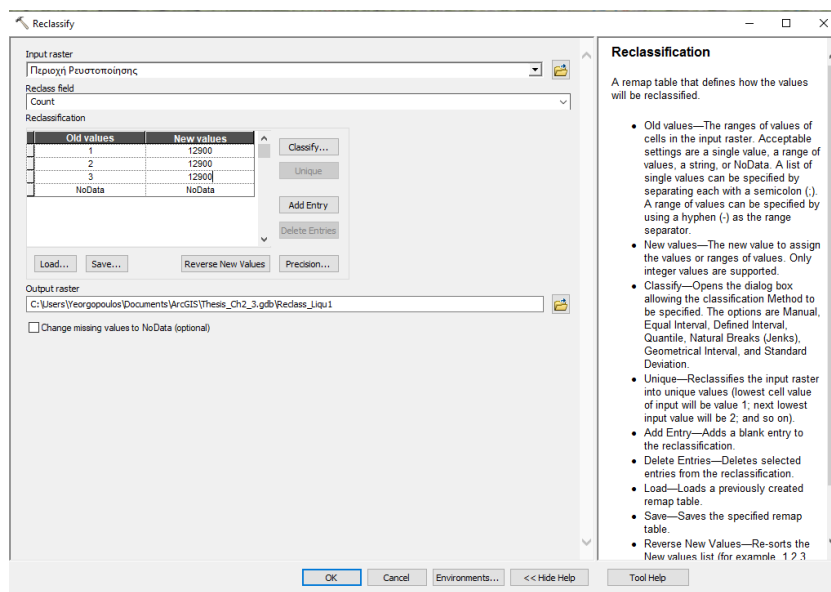 Reclassify
Input raster
Περιοχή Ρευστοποίησης
Reclass field
Count
Reclassification
Old values New values
1 12900
2 12900
3 12900
NoData NoData
Classify...
Unique
Add Entry
Delete Entries
Load... Save... Reverse New Values Precision...
Output raster
C:\Users\Yeorgopoulos\Documents\ArcGIS\Thesis_Ch2_3.gdb\Reclass_Liqu1
Change missing values to NoData (optional)
OK Cancel Environments... << Hide Help Tool Help
Reclassification
A remap table that defines how the values
will be reclassified.
• Old values—The ranges of values of
cells in the input raster. Acceptable
settings are a single value, a range of
values, a string, or NoData. A list of
single values can be specified by
separating each with a semicolon (;).
A range of values can be specified by
using a hyphen (-) as the range
separator.
• New values—The new value to assign
the values or ranges of values. Only
integer values are supported.
• Classify—Opens the dialog box
allowing the classification Method to
be specified. The options are Manual,
Equal Interval, Defined Interval,
Quantile, Natural Breaks (Jenks),
Geometrical Interval, and Standard
Deviation.
• Unique—Reclassifies the input raster
into unique values (lowest cell value
of input will be value 1; next lowest
input value will be 2; and so on).
• Add Entry—Adds a blank entry to
the reclassification.
• Delete Entries—Deletes selected
entries from the reclassification.
• Load—Loads a previously created
remap table.
• Save—Saves the specified remap
table.
• Reverse New Values—Re-sorts the
New values list (for example, 1 2 3